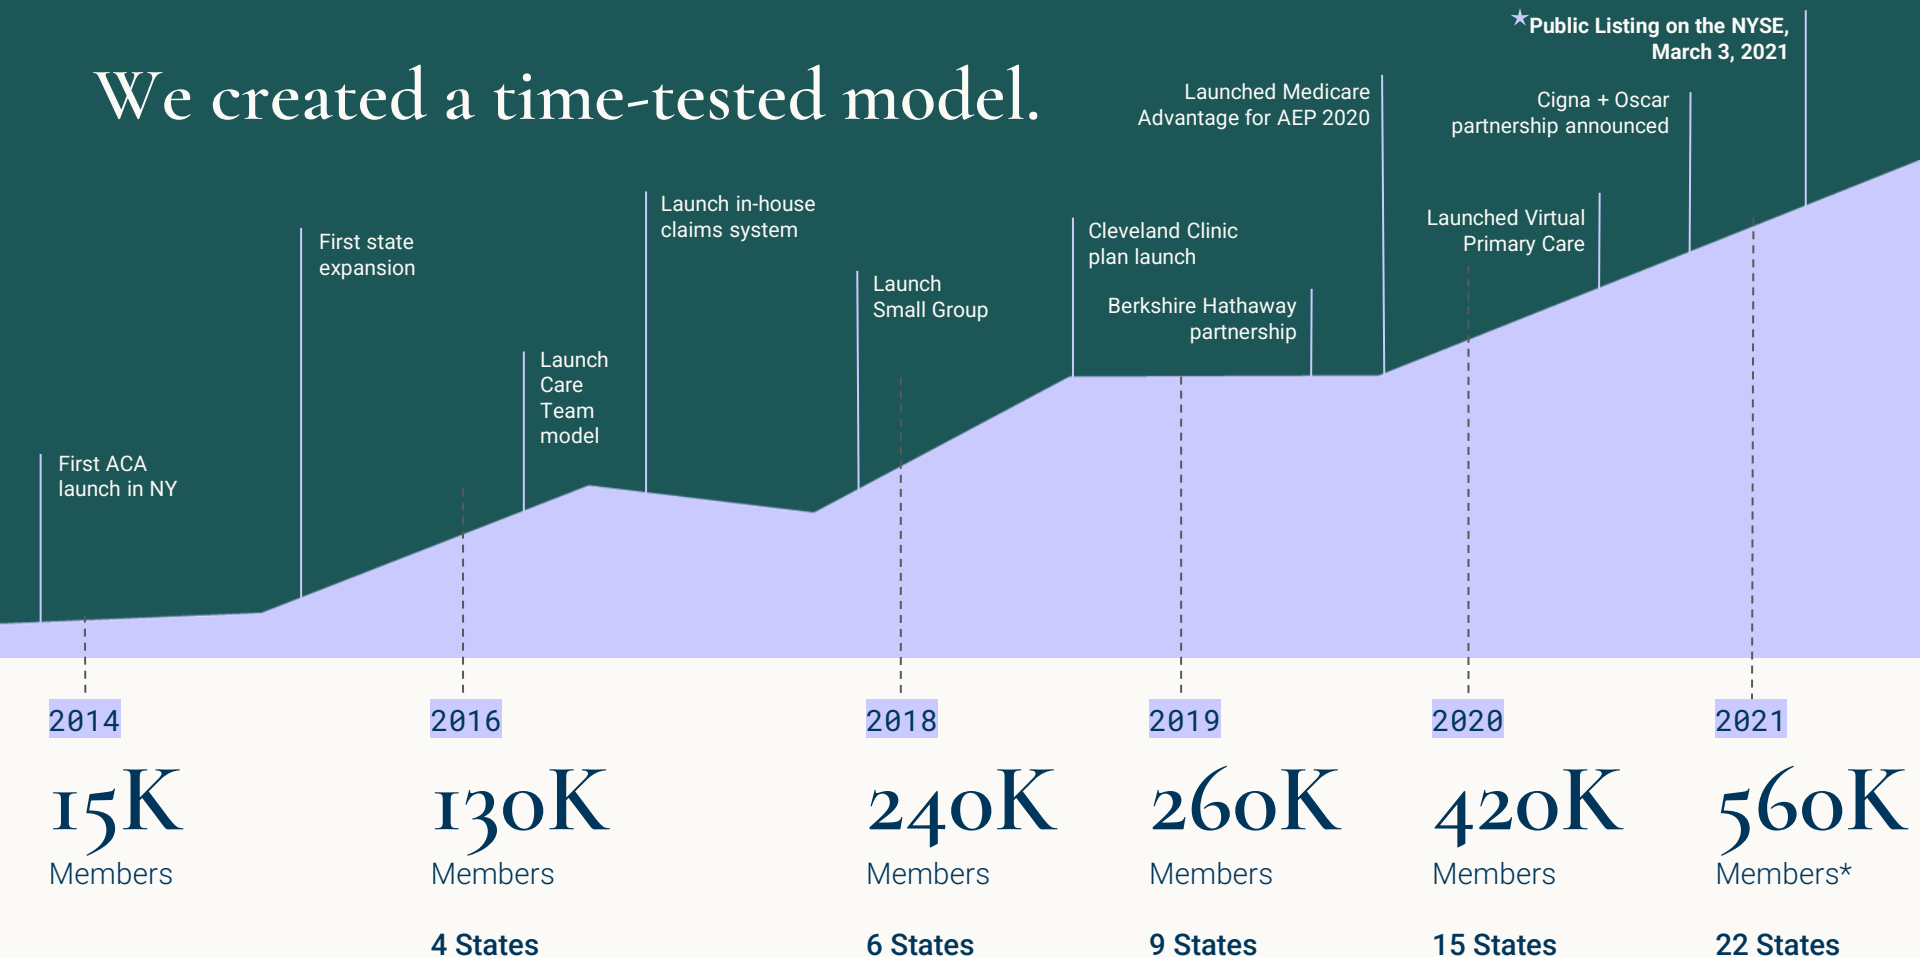 We created a time-tested model.
First ACA
launch in NY
First state
expansion
Launch
Care
Team
model
Launch in-house
claims system
Launch
Small Group
Cleveland Clinic
plan launch
Berkshire Hathaway
partnership
Launched Medicare
Advantage for AEP 2020
Launched Virtual
Primary Care
Cigna + Oscar
partnership announced
★Public Listing on the NYSE,
March 3, 2021
2014
15K
Members
2016
130K
Members
4 States
2018
240K
Members
6 States
2019
260K
Members
9 States
2020
420K
Members
15 States
2021
560K
Members*
22 States